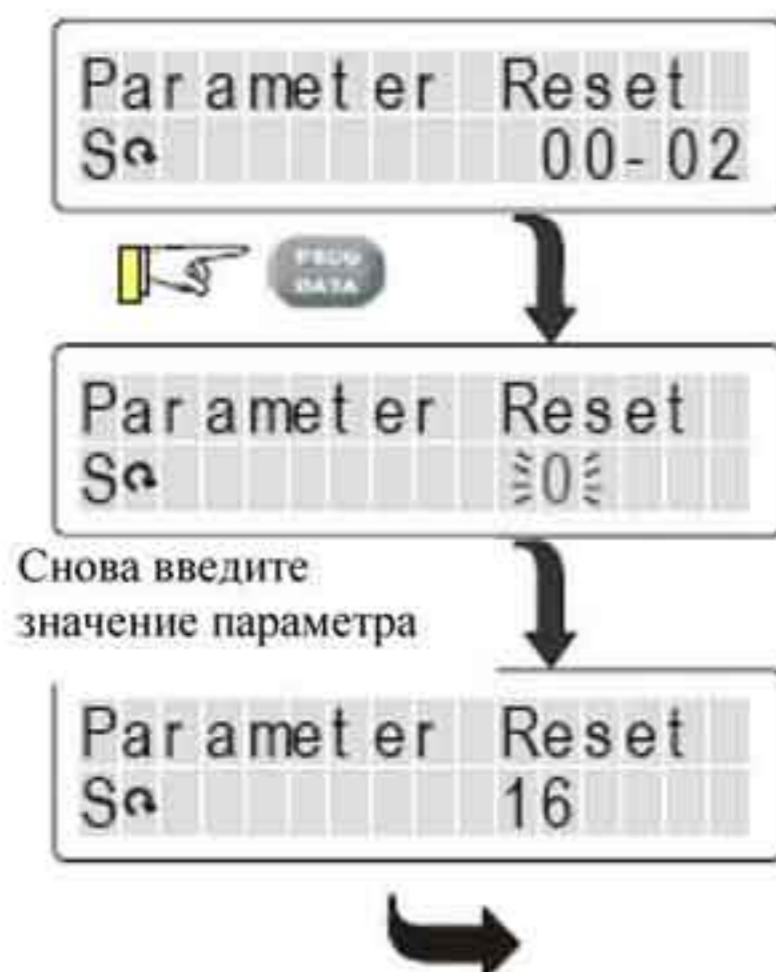 Parameter Reset
S 00-02
PROG
DATA
Parameter Reset
S 0
Снова введите
значение параметра
Parameter Reset
S 16